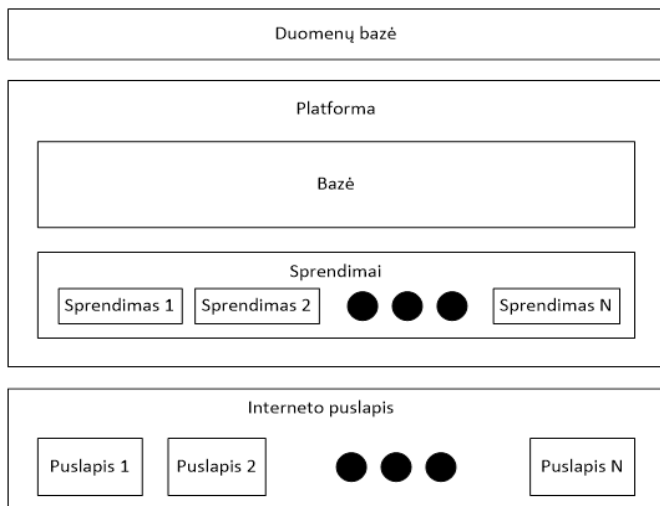 Duomenų bazė
Platforma
Bazė
Sprendimai
Sprendimas 1
Sprendimas 2
Sprendimas N
Interneto puslapis
Puslapis 1
Puslapis 2
Puslapis N